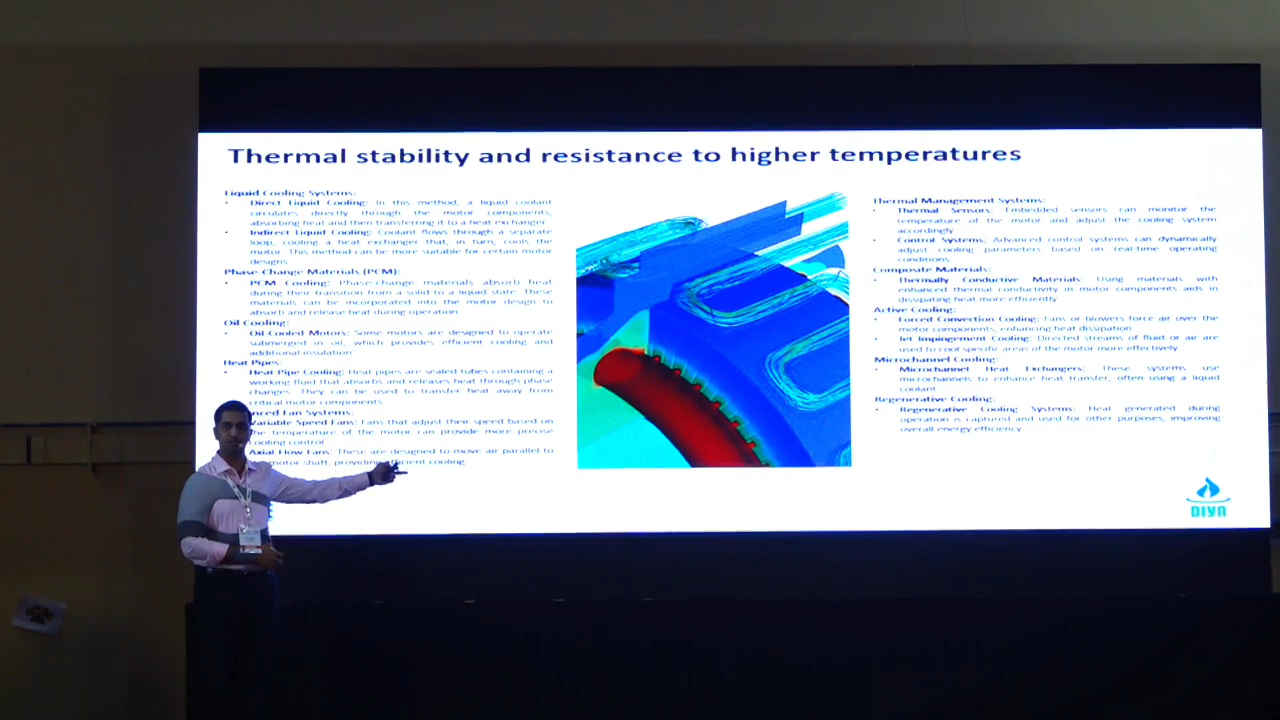 Thermal stability and resistance to higher temperatures
Liquid Cooling Systems:
• Direct Liquid Cooling: In this method, a liquid coolant
circulates directly through the motor components,
absorbing heat and then transferring it to a heat exchanger.
• Indirect Liquid Cooling: Coolant flows through a separate
loop, cooling a heat exchanger that, in turn, cools the
motor. This method can be more suitable for certain motor
designs.
Phase-Change Materials (PCM):
• PCM Cooling: Phase-change materials absorb heat
during their transition from a solid to a liquid state. These
materials can be incorporated into the motor design to
absorb and release heat during operation.
Oil Cooling:
• Oil-Cooled Motors: Some motors are designed to operate
submerged in oil, which provides efficient cooling and
additional insulation.
Heat Pipes:
• Heat Pipe Cooling: Heat pipes are sealed tubes containing a
working fluid that absorbs and releases heat through phase
changes. They can be used to transfer heat away from
critical motor components.
nced Fan Systems:
Variable Speed Fans: Fans that adjust their speed based on
the temperature of the motor can provide more precise
cooling control.
Axial Flow Fans: These are designed to move air parallel to
motor shaft, providing efficient cooling.
Thermal Management Systems:
• Thermal Sensors: Embedded sensors can monitor the
temperature of the motor and adjust the cooling system
accordingly.
• Control Systems: Advanced control systems can dynamically
adjust cooling parameters based on real-time operating
conditions.
Composite Materials:
• Thermally Conductive Materials: Using materials with
enhanced thermal conductivity in motor components aids in
dissipating heat more efficiently.
Active Cooling:
• Forced Convection Cooling: Fans or blowers force air over the
motor components, enhancing heat dissipation.
• Jet Impingement Cooling: Directed streams of fluid or air are
used to cool specific areas of the motor more effectively.
Microchannel Cooling:
• Microchannel Heat Exchangers: These systems use
microchannels to enhance heat transfer, often using a liquid
coolant.
Regenerative Cooling:
• Regenerative Cooling Systems: Heat generated during
operation is captured and used for other purposes, improving
overall energy efficiency.
DIYA